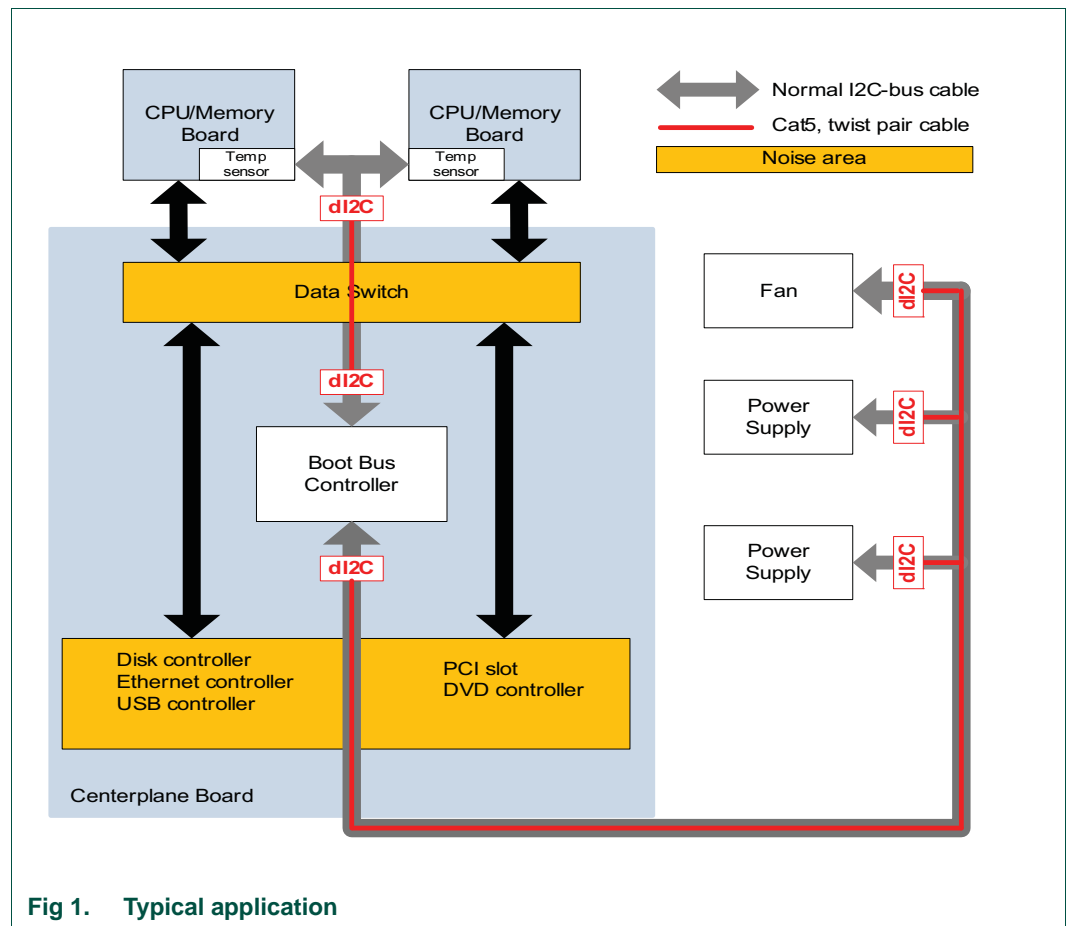 CPU/Memory
Board
Temp
sensor
CPU/Memory
Board
Temp
sensor
Normal I2C-bus cable
Cat5, twist pair cable
Noise area
dI2C
Data Switch
dI2C
Boot Bus
Controller
dI2C
Fan
dI2C
Power
Supply
dI2C
Power
Supply
dI2C
Disk controller
Ethernet controller
USB controller
PCI slot
DVD controller
Centerplane Board
Fig 1. Typical application